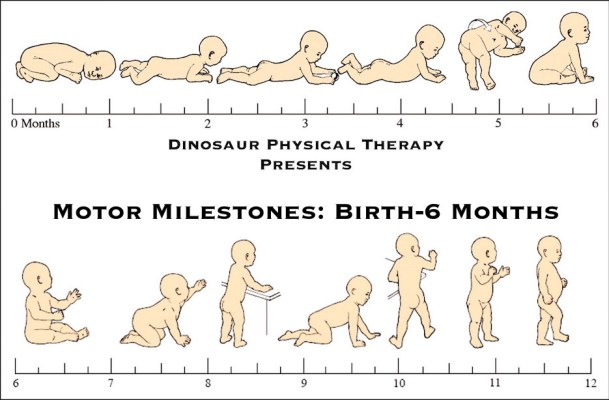 0 Months 1 2 3 4 5 6
Dinosaur Physical Therapy
Presents
Motor Milestones: Birth-6 Months
6 7 8 9 10 11 12